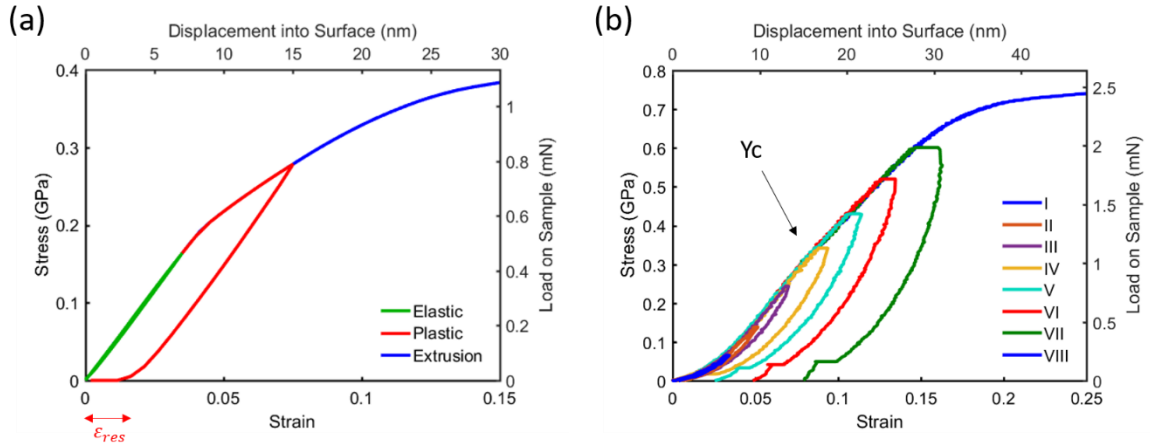 (a)
Displacement into Surface (nm)
0 5 10 15 20 25 30
0.4
0.3
0.2
0.1
0
Stress (GPa)
1
0.8
0.6
0.4
0.2
0
Load on Sample (mN)
Elastic
Plastic
Extrusion
0 0.05 0.1 0.15
Strain
εres
(b)
Displacement into Surface (nm)
0 10 20 30 40
0.8
0.7
0.6
0.5
0.4
0.3
0.2
0.1
0
Stress (GPa)
Yc
2.5
2
1.5
1
0.5
0
Load on Sample (mN)
I
II
III
IV
V
VI
VII
VIII
0 0.05 0.1 0.15 0.2 0.25
Strain